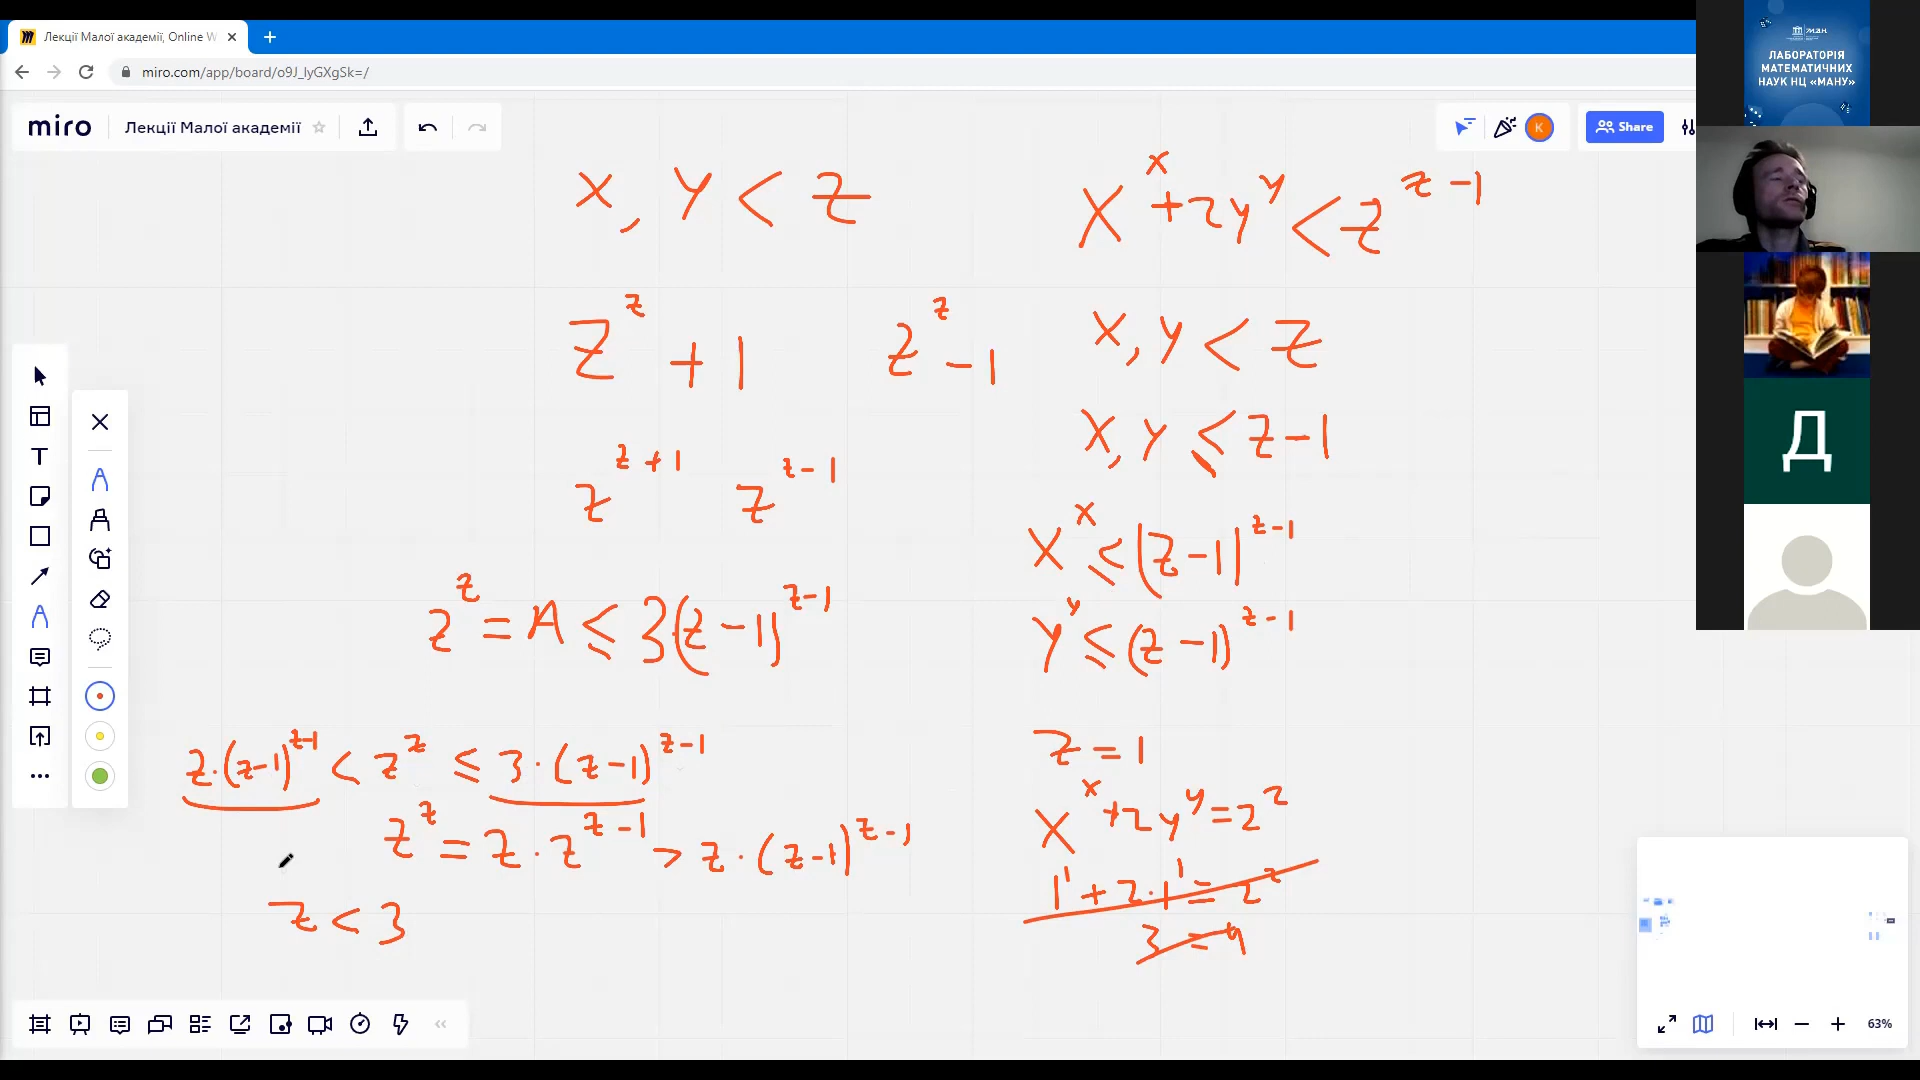 Лекції Малої академії, Online W
miro.com/app/board/o9J_lyGXgSk=/
miro
Лекції Малої академії
K
Share
ЛАБОРАТОРІЯ
МАТЕМАТИЧНИХ
НАУК НЦ «МАНУ»
Д
x, y < z
z^z + 1
z^z - 1
z^{z+1}
z^{z-1}
z^z = A ≤ 3·(z-1)^{z-1}
z·(z-1)^{z-1} < z^z ≤ 3·(z-1)^{z-1}
z^z = z·z^{z-1} > z·(z-1)^{z-1}
z < 3
x^x + 2y^y < z^{z-1}
x, y < z
x, y ≤ z-1
x^x ≤ (z-1)^{z-1}
y^y ≤ (z-1)^{z-1}
z = 1
x^x + 2y^y = 2^2
1^1 + 2·1^1 = 2^2
3 = 4
63%